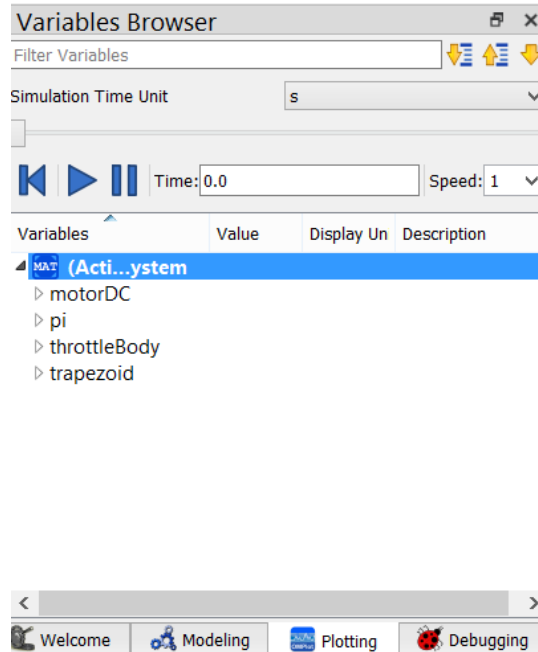 Variables Browser
Filter Variables
Simulation Time Unit s
Time: 0.0 Speed: 1
Variables Value Display Un Description
MAT (Acti...ystem
motorDC
pi
throttleBody
trapezoid
Welcome Modeling Plotting Debugging